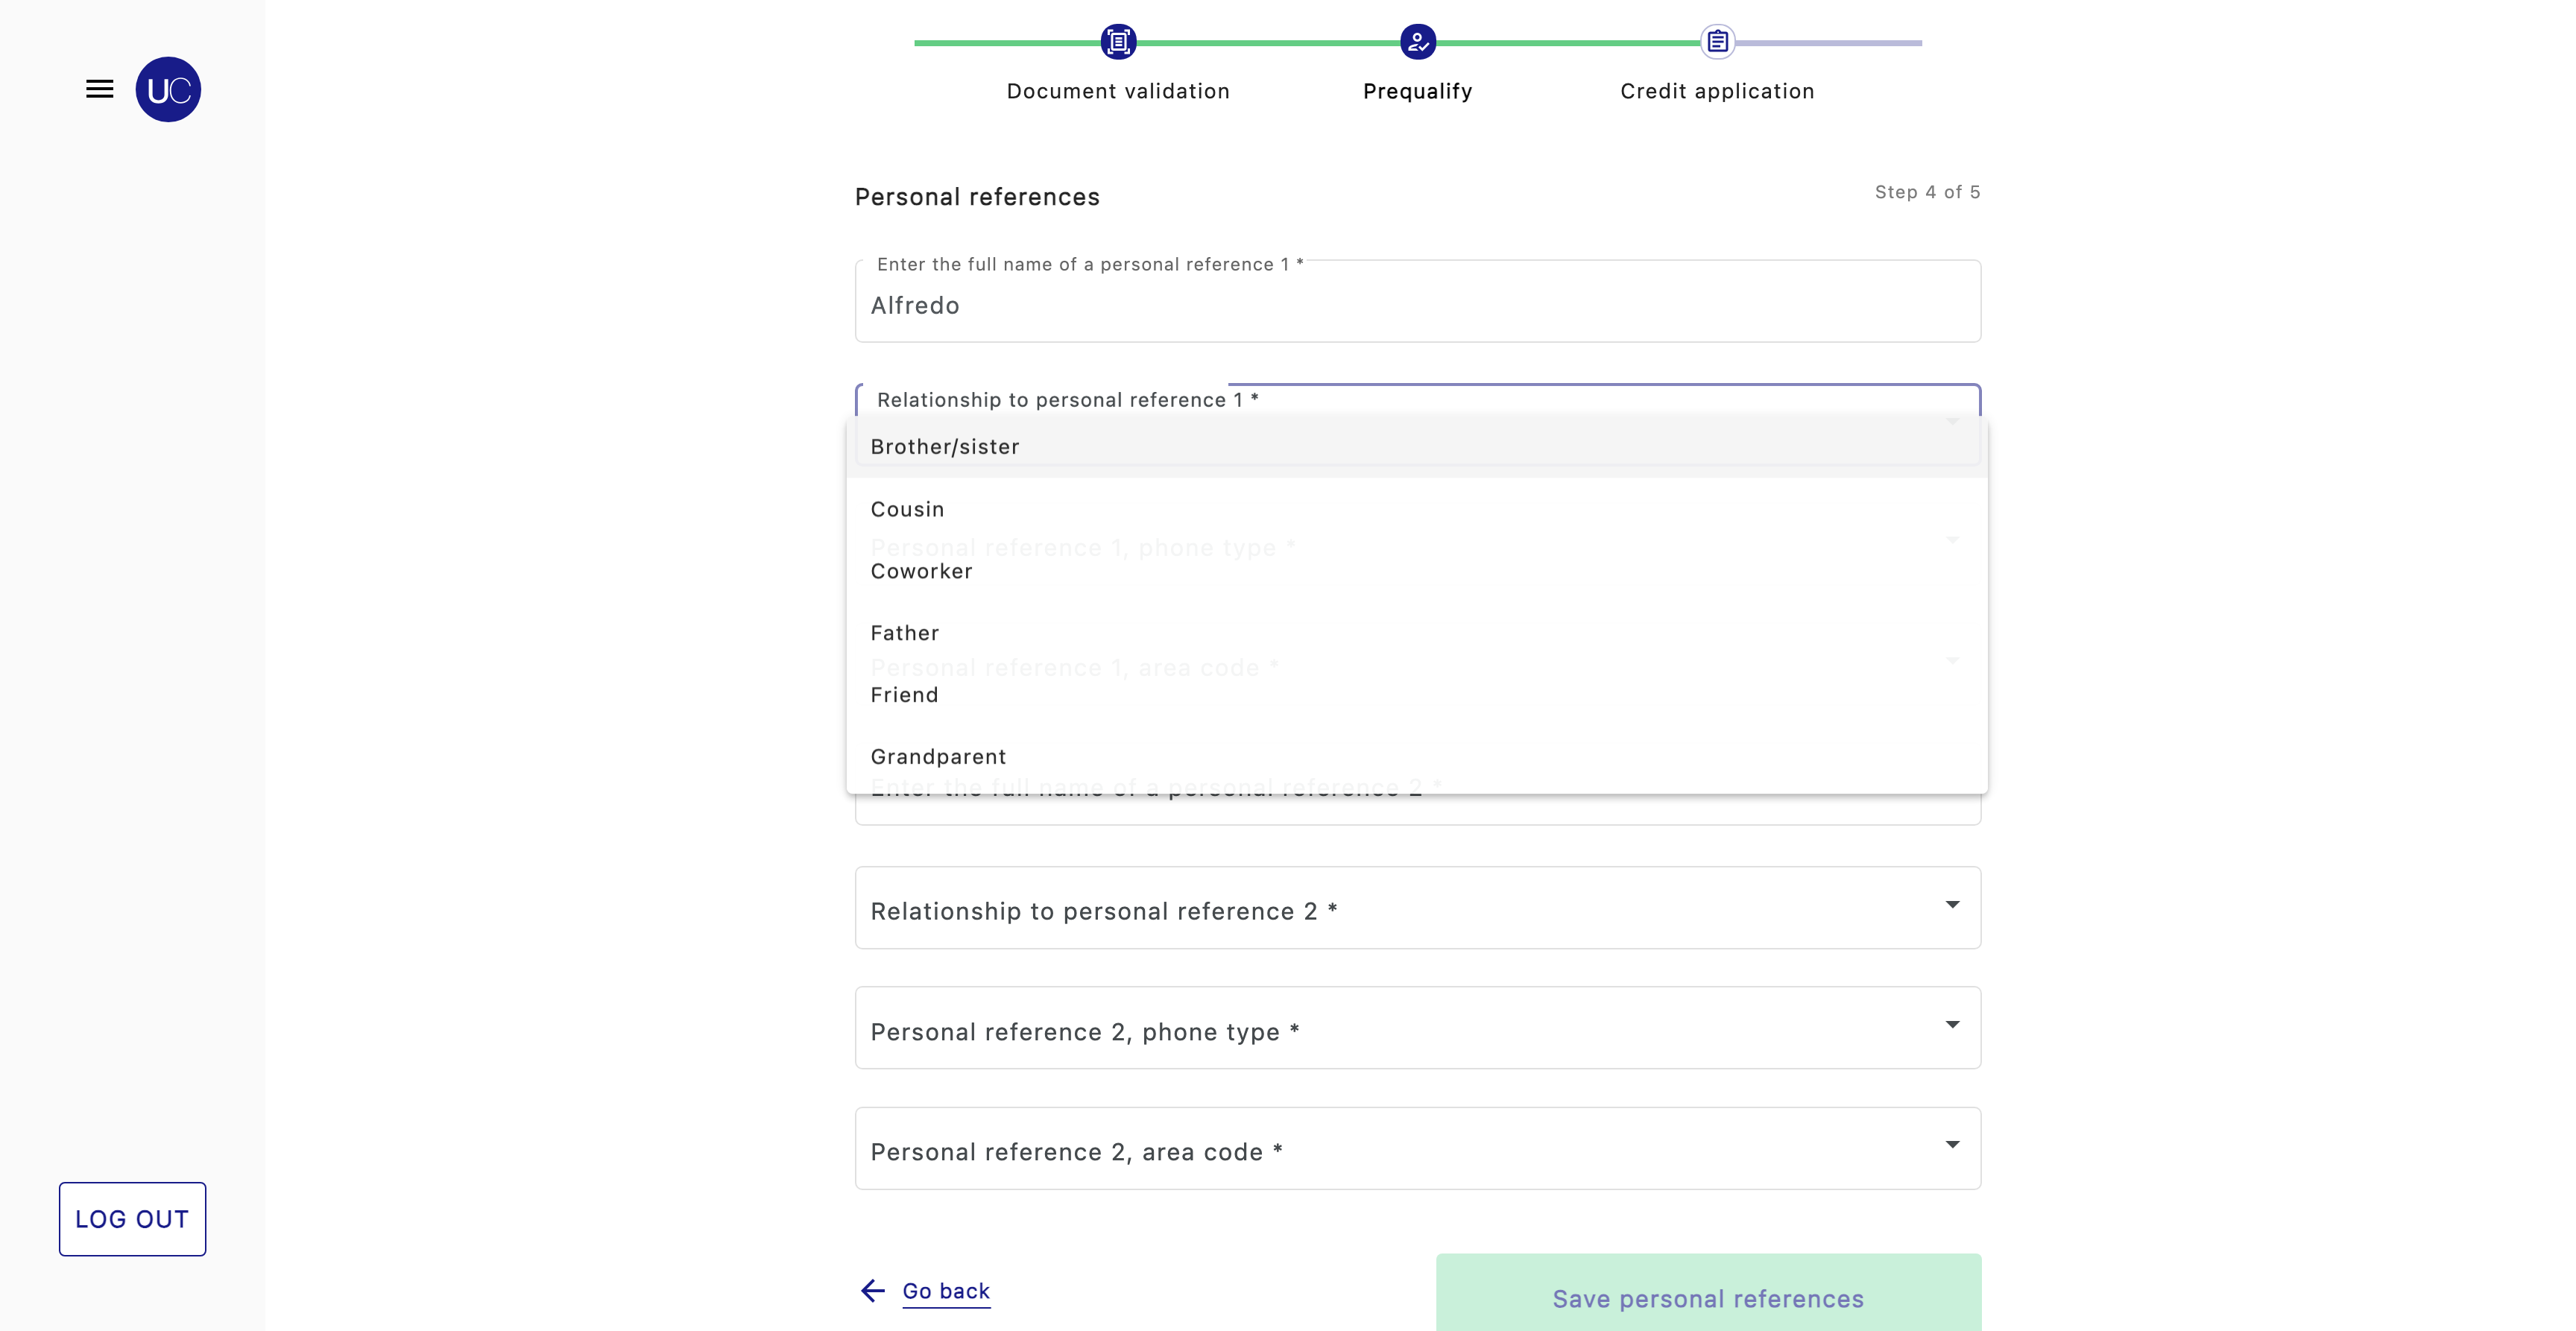 UC
Document validation
Prequalify
Credit application
Personal references
Step 4 of 5
Enter the full name of a personal reference 1 *
Alfredo
Relationship to personal reference 1 *
Brother/sister
Cousin
Personal reference 1, phone type *
Coworker
Father
Personal reference 1, area code *
Friend
Grandparent
Enter the full name of a personal reference 2 *
Relationship to personal reference 2 *
Personal reference 2, phone type *
Personal reference 2, area code *
LOG OUT
Go back
Save personal references